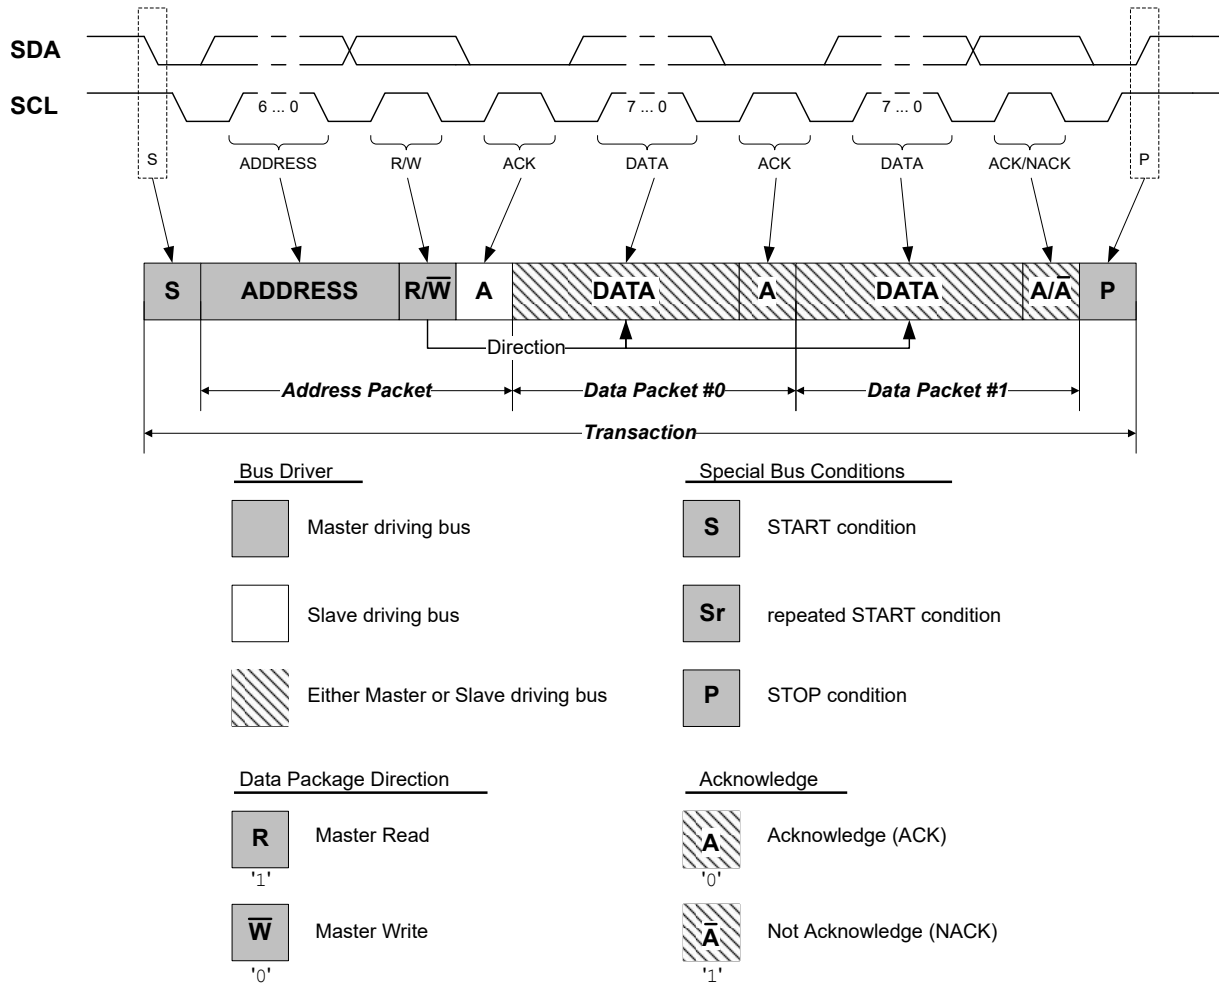 SDA
SCL
6 ... 0
7 ... 0
7 ... 0
S
ADDRESS
R/W
ACK
DATA
ACK
DATA
ACK/NACK
P
S
ADDRESS
R/W̅
A
DATA
A
DATA
A/A̅
P
Direction
Address Packet
Data Packet #0
Data Packet #1
Transaction
Bus Driver
Master driving bus
Slave driving bus
Either Master or Slave driving bus
Special Bus Conditions
S
START condition
Sr
repeated START condition
P
STOP condition
Data Package Direction
R
Master Read
'1'
W̅
Master Write
'0'
Acknowledge
A
Acknowledge (ACK)
'0'
A̅
Not Acknowledge (NACK)
'1'